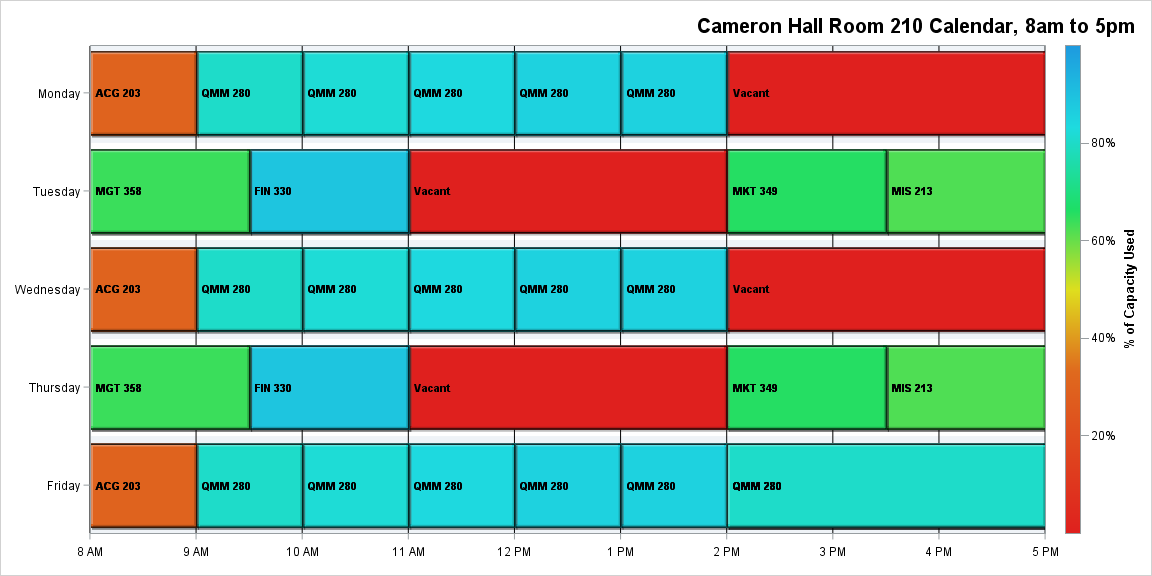 Cameron Hall Room 210 Calendar, 8am to 5pm
Monday ACG 203 QMM 280 QMM 280 QMM 280 QMM 280 QMM 280 Vacant
80%
Tuesday MGT 358 FIN 330 Vacant MKT 349 MIS 213
60%
Wednesday ACG 203 QMM 280 QMM 280 QMM 280 QMM 280 QMM 280 Vacant
% of Capacity Used
40%
Thursday MGT 358 FIN 330 Vacant MKT 349 MIS 213
20%
Friday ACG 203 QMM 280 QMM 280 QMM 280 QMM 280 QMM 280 QMM 280
8 AM 9 AM 10 AM 11 AM 12 PM 1 PM 2 PM 3 PM 4 PM 5 PM